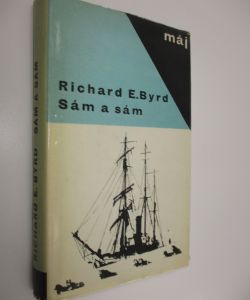 máj
Richard E.Byrd
Sám a sám
RICHARD E. BYRD SÁM A SÁM